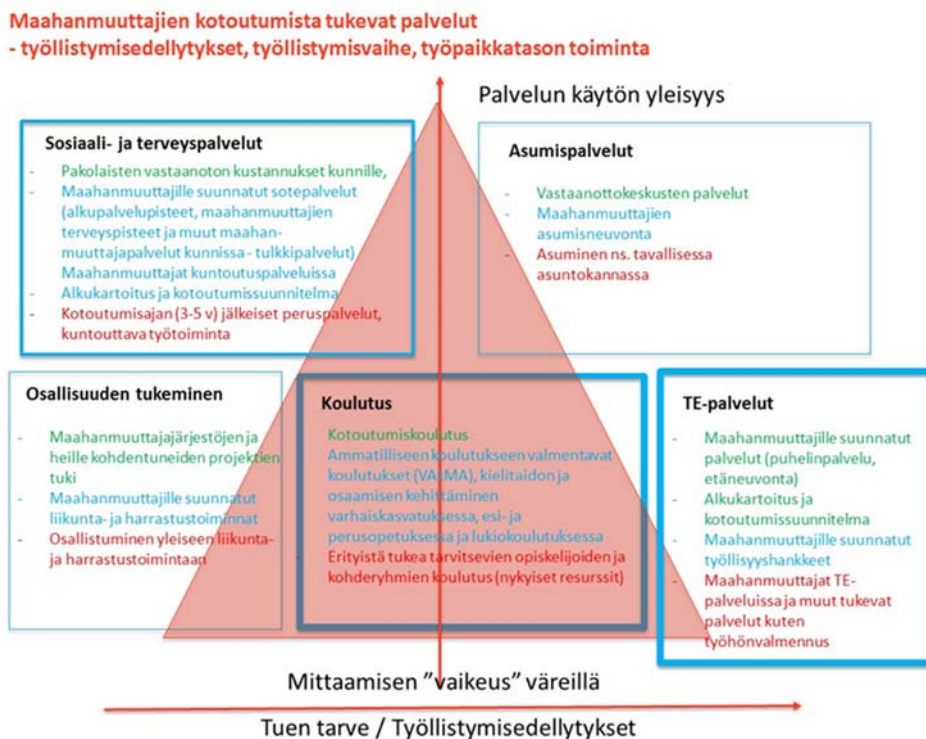 Maahanmuuttajien kotoutumista tukevat palvelut
- työllistymisedellytykset, työllistymisvaihe, työpaikkatason toiminta
Palvelun käytön yleisyys
Sosiaali- ja terveyspalvelut
- Pakolaisten vastaanoton kustannukset kunnille,
- Maahanmuuttajille suunnatut sotepalvelut
(alkupalvelupisteet, maahanmuuttajien
terveyspisteet ja muut maahan-
muuttajapalvelut kunnissa - tulkkipalvelut)
Maahanmuuttajat kuntoutuspalveluissa
- Alkukartoitus ja kotoutumissuunnitelma
- Kotoutumisajan (3-5 v) jälkeiset peruspalvelut,
kuntouttava työtoiminta
Asumispalvelut
- Vastaanottokeskusten palvelut
- Maahanmuuttajien
asumisneuvonta
- Asuminen ns. tavallisessa
asuntokannassa
Osallisuuden tukeminen
- Maahanmuuttajajärjestöjen ja
heille kohdentuneiden projektien
tuki
- Maahanmuuttajille suunnatut
liikunta- ja harrastustoiminnat
- Osallistuminen yleiseen liikunta-
ja harrastustoimintaan
Koulutus
Kotoutumiskoulutus
- Ammatilliseen koulutukseen valmentavat
koulutukset (VALMA), kielitaidon ja
osaamisen kehittäminen
varhaiskasvatuksessa, esi- ja
perusopetuksessa ja lukiokoulutuksessa
- Erityistä tukea tarvitsevien opiskelijoiden ja
kohderyhmien koulutus (nykyiset resurssit)
TE-palvelut
- Maahanmuuttajille suunnatut
palvelut (puhelinpalvelu,
etäneuvonta)
- Alkukartoitus ja
kotoutumissuunnitelma
- Maahanmuuttajille suunnatut
työllisyyshankkeet
- Maahanmuuttajat TE-
palveluissa ja muut tukevat
palvelut kuten
työhönvalmennus
Mittaamisen ”vaikeus” väreillä
Tuen tarve / Työllistymisedellytykset